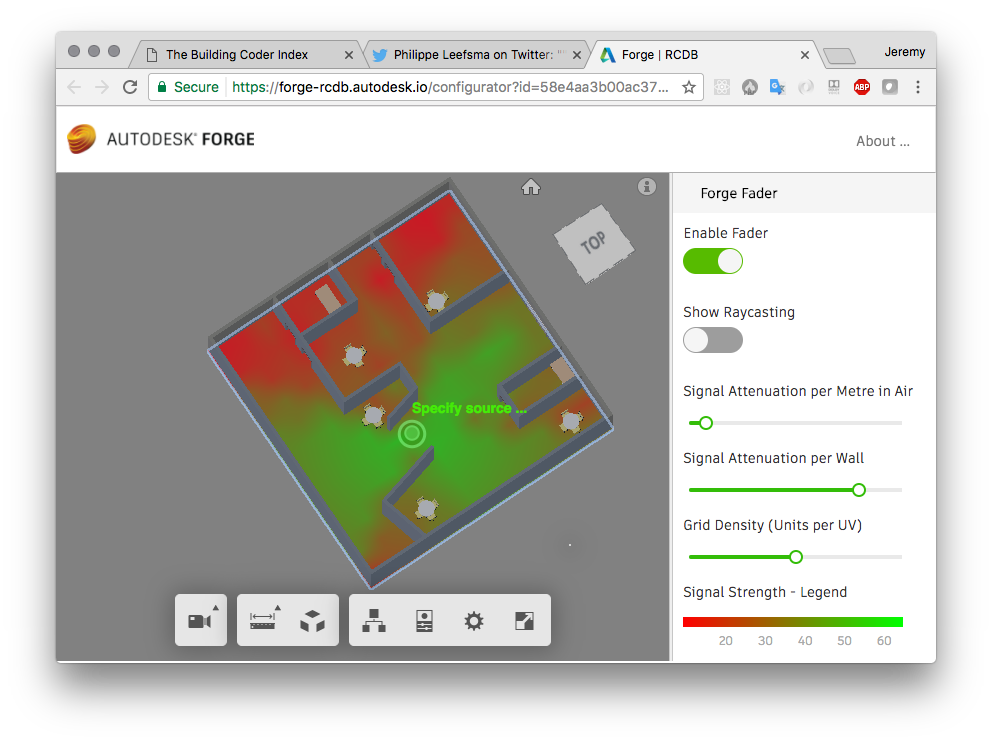 The Building Coder Index
Philippe Leefsma on Twitter: "
Forge | RCDB
Jeremy
Secure
https://forge-rcdb.autodesk.io/configurator?id=58e4aa3b00ac37...
ABP
AUTODESK® FORGE
About ...
TOP
Specify source ...
Forge Fader
Enable Fader
Show Raycasting
Signal Attenuation per Metre in Air
Signal Attenuation per Wall
Grid Density (Units per UV)
Signal Strength - Legend
20 30 40 50 60